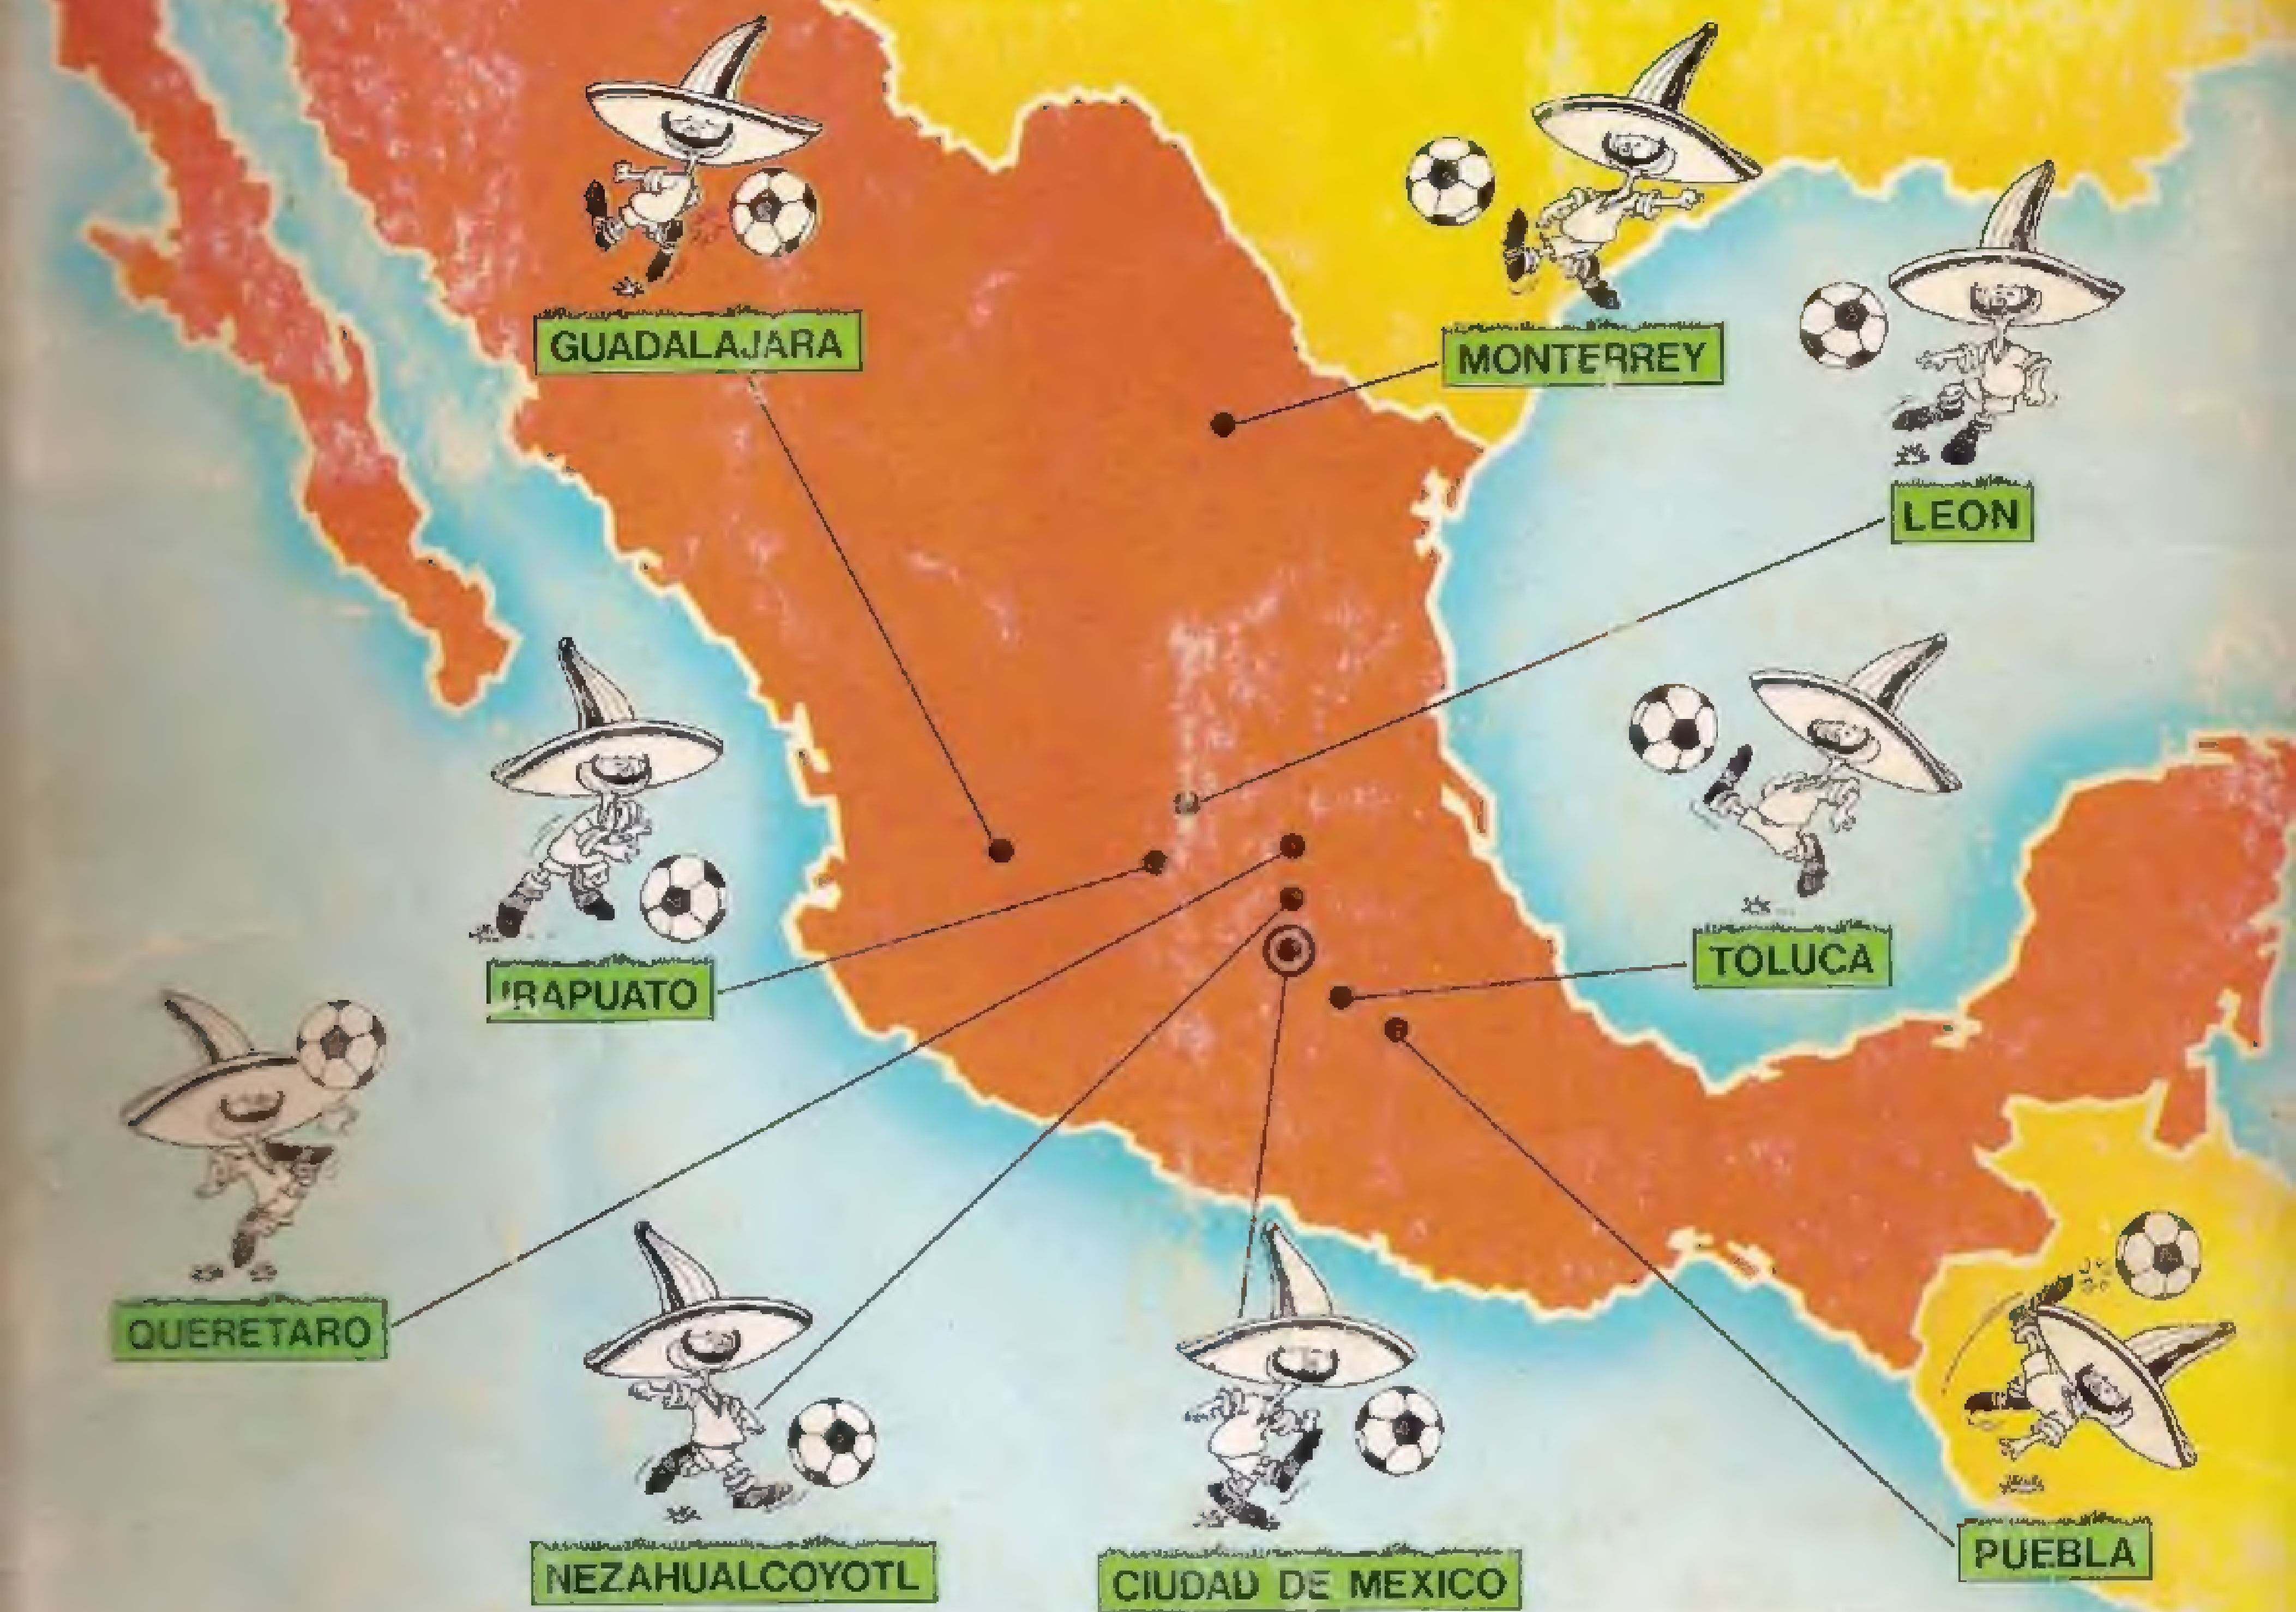 GUADALAJARA
MONTERREY
LEON
TOLUCA
IRAPUATO
QUERETARO
NEZAHUALCOYOTL
CIUDAD DE MEXICO
PUEBLA